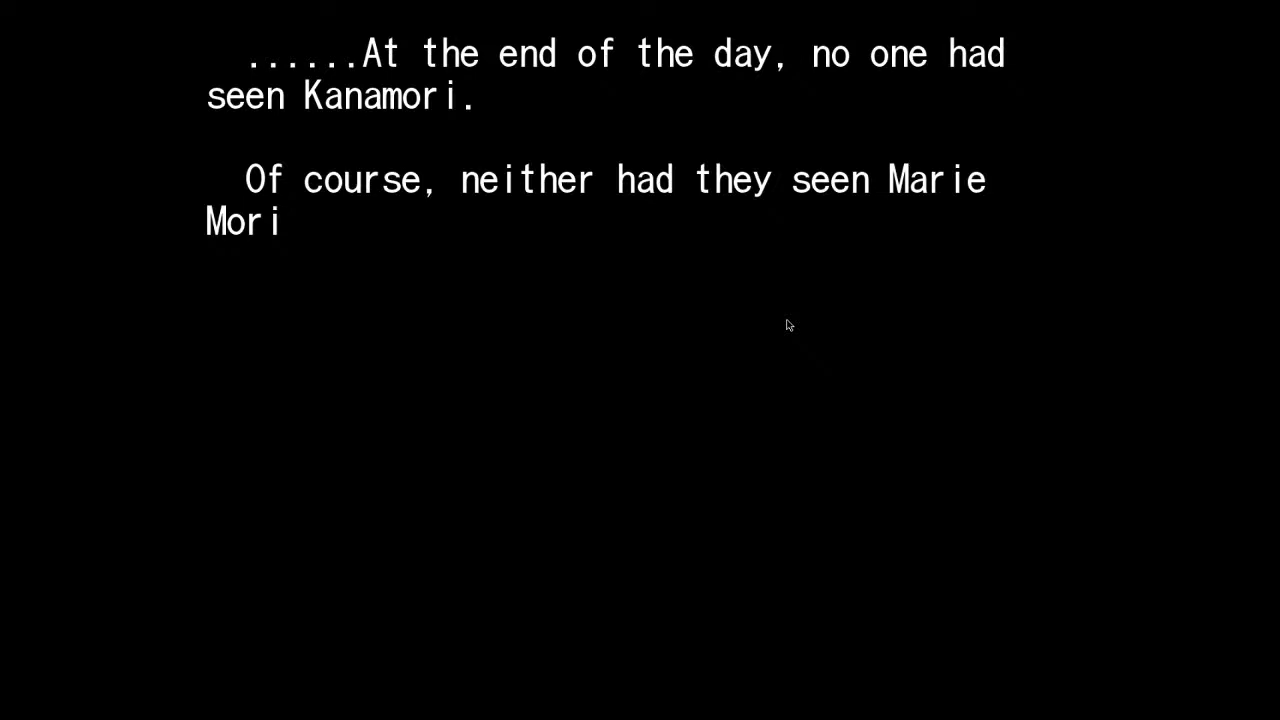 ......At the end of the day, no one had
seen Kanamori.
Of course, neither had they seen Marie
Mori